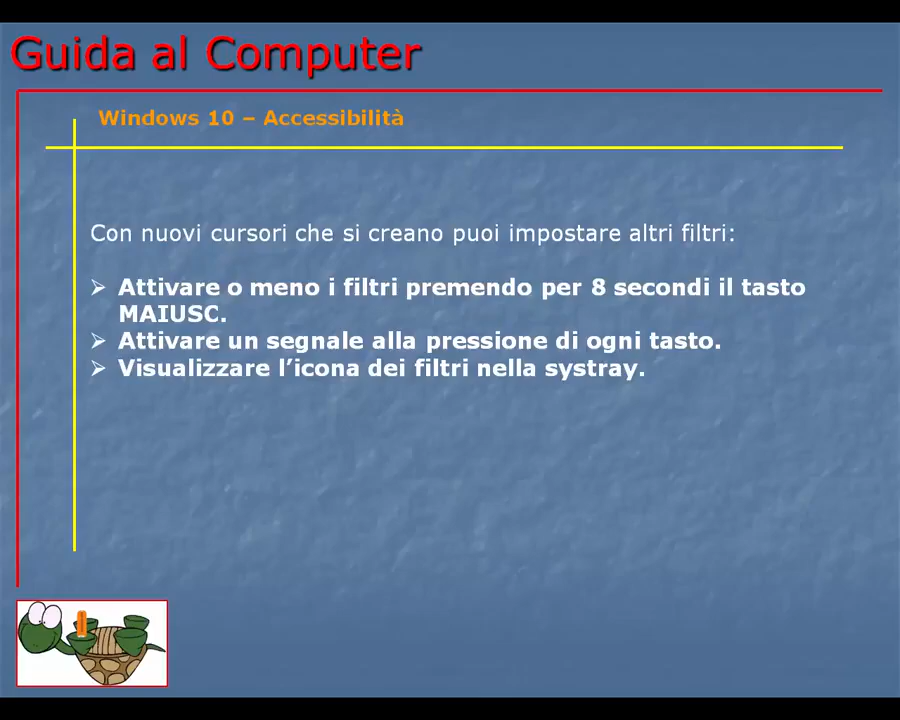 Guida al Computer
Windows 10 – Accessibilità
Con nuovi cursori che si creano puoi impostare altri filtri:
➢ Attivare o meno i filtri premendo per 8 secondi il tasto
MAIUSC.
➢ Attivare un segnale alla pressione di ogni tasto.
➢ Visualizzare l’icona dei filtri nella systray.